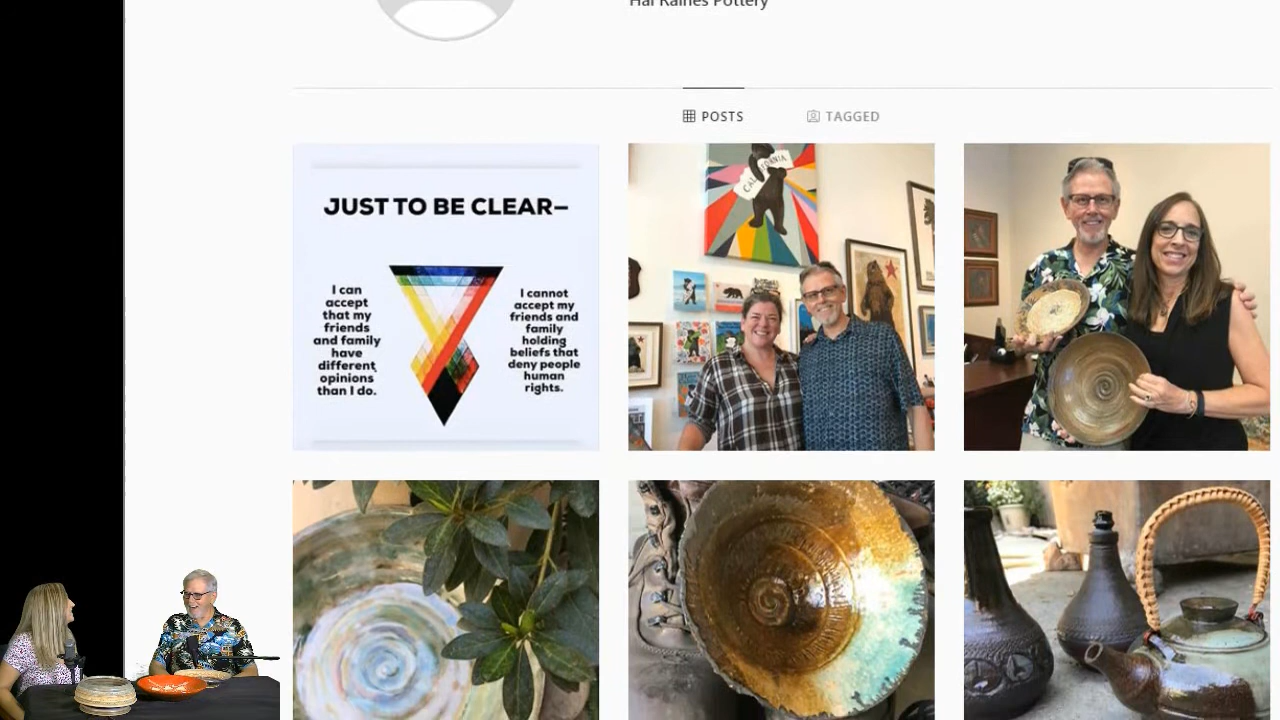 Hal Raines Pottery
POSTS
TAGGED
JUST TO BE CLEAR—
I can
accept
that my
friends
and family
have
different
opinions
than I do.
I cannot
accept my
friends and
family
holding
beliefs that
deny people
human
rights.
CALIFORNIA